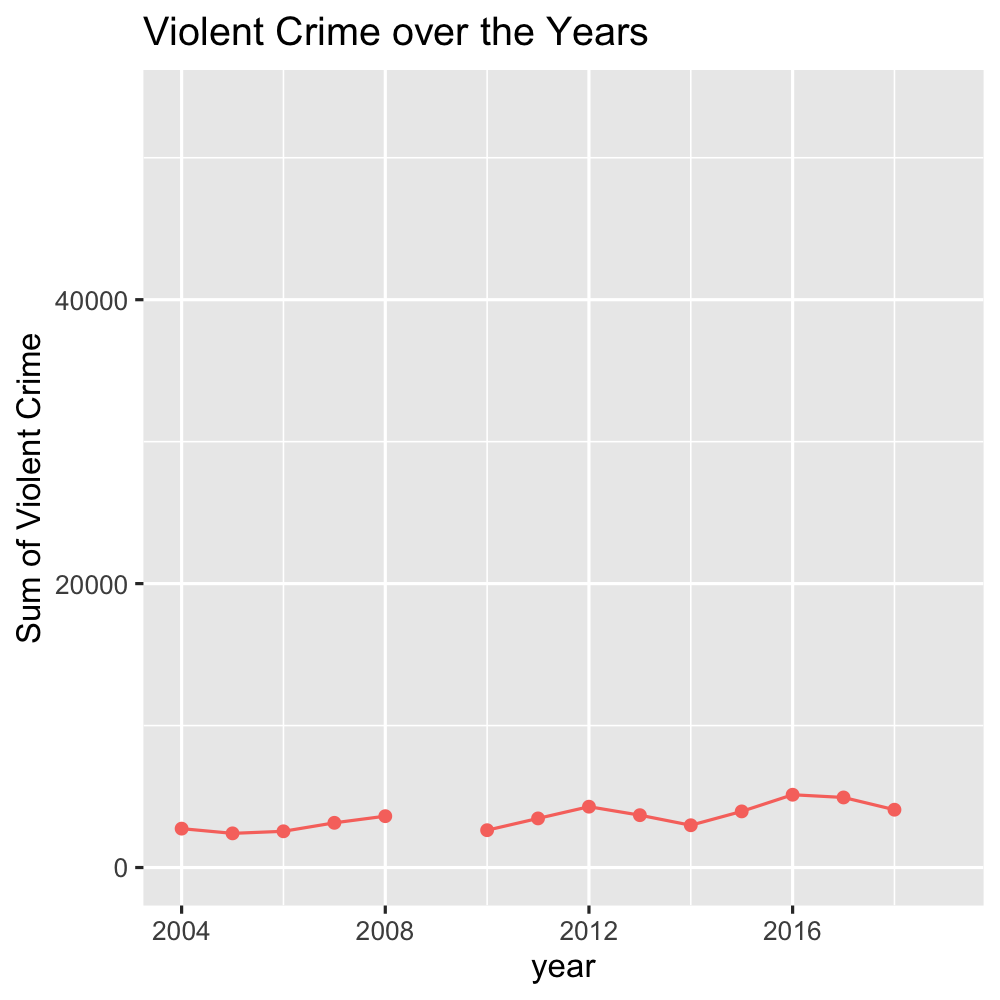 Violent Crime over the Years
Sum of Violent Crime
40000
20000
0
2004 2008 2012 2016
year